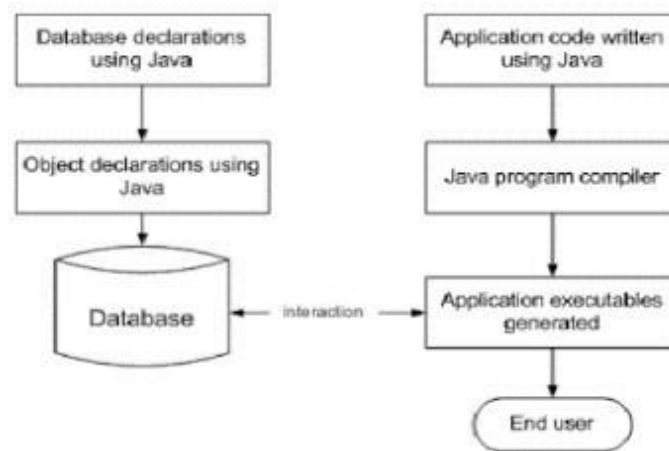 Database declarations
using Java
Application code written
using Java
Object declarations using
Java
Java program compiler
Database
interaction
Application executables
generated
End user